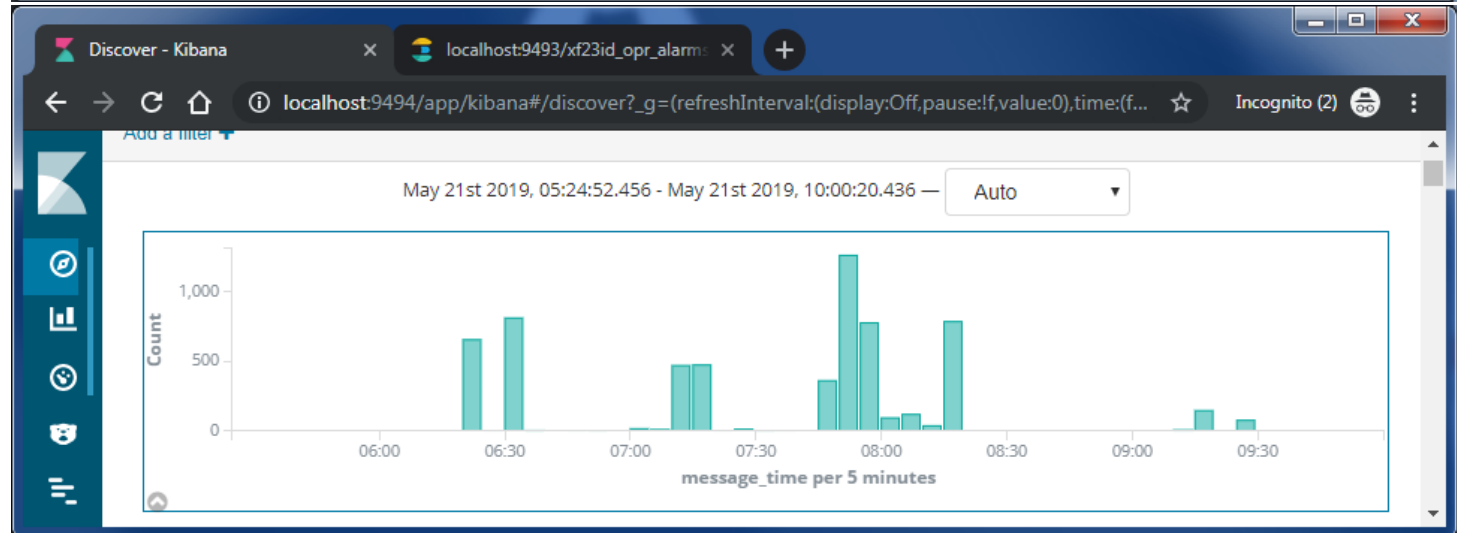 Discover - Kibana
localhost:9493/xf23id_opr_alarms
localhost:9494/app/kibana#/discover?_g=(refreshInterval:(display:Off,pause:!f,value:0),time:(f...
Incognito (2)
Add a filter +
May 21st 2019, 05:24:52.456 - May 21st 2019, 10:00:20.436 — Auto
Count
1,000
500
0
06:00 06:30 07:00 07:30 08:00 08:30 09:00 09:30
message_time per 5 minutes